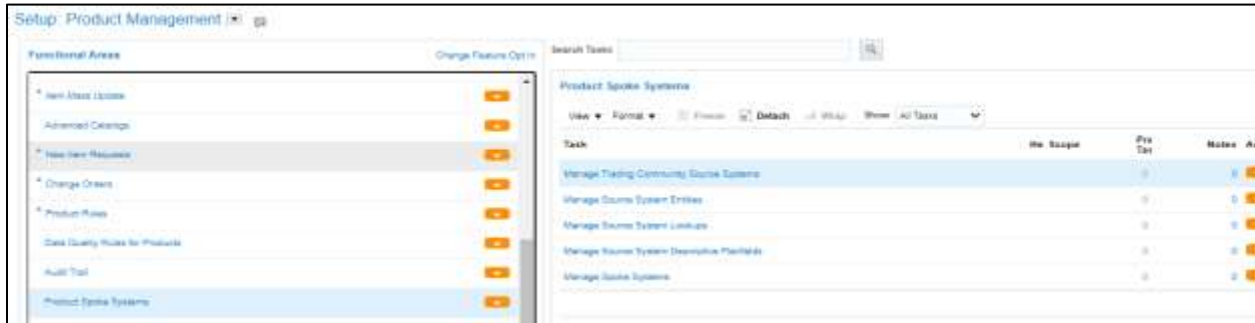 Setup: Product Management
Functional Areas
Change Feature Opt In
Search Tasks
* Item Mass Update
Advanced Catalogs
* New Item Requests
* Change Orders
* Product Rules
Data Quality Rules for Products
Audit Trail
Product Spoke Systems
Product Spoke Systems
View Format Freeze Detach Wrap Show All Tasks
Task Scope Notes
Manage Trading Community Source Systems
Manage Source System Entities
Manage Source System Lookups
Manage Source System Descriptive Flexfields
Manage Spoke Systems